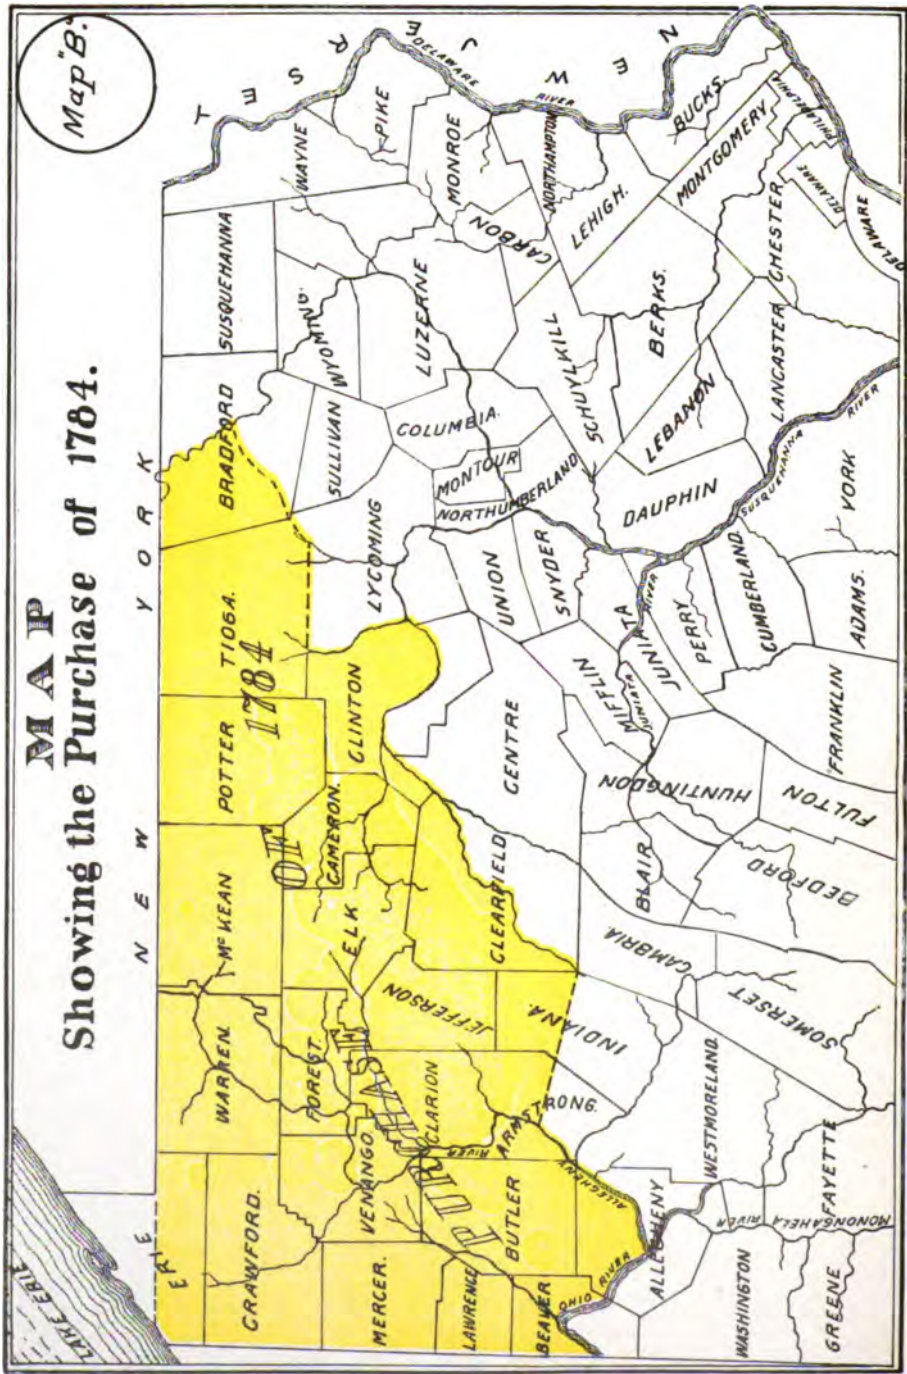 MAP
Showing the Purchase of 1784.
Map "B."
LAKE ERIE
NEW YORK
NEW JERSEY
DELAWARE
RIVER
ERIE
CRAWFORD.
WARREN.
McKEAN
POTTER
TIOGA.
BRADFORD
SUSQUEHANNA
WAYNE
PIKE
PURCHASE OF 1784
MERCER.
VENANGO.
FOREST.
ELK
CAMERON.
CLINTON
LYCOMING
SULLIVAN
WYOMING.
LUZERNE
MONROE
CARBON
NORTHAMPTON
LAWRENCE
BUTLER
CLARION
RIVER
JEFFERSON
CLEARFIELD
CENTRE
UNION
MONTOUR
COLUMBIA.
NORTHUMBERLAND
SNYDER
SCHUYLKILL
LEHIGH.
BUCKS.
BEAVER
ALLEGHENY
OHIO RIVER
ALLEGHENY
ARMSTRONG.
INDIANA.
INDIANA
CAMBRIA.
BLAIR
HUNTINGDON
MIFFLIN
JUNIATA
JUNIATA
RIVER
PERRY
DAUPHIN
LEBANON
BERKS.
MONTGOMERY
PHILADELPHIA
WASHINGTON
WESTMORELAND.
SOMERSET
BEDFORD
FULTON
FRANKLIN
CUMBERLAND.
ADAMS.
YORK
SUSQUEHANNA
RIVER
LANCASTER
CHESTER
DELAWARE
DELAWARE
GREENE
FAYETTE
MONONGAHELA
RIVER